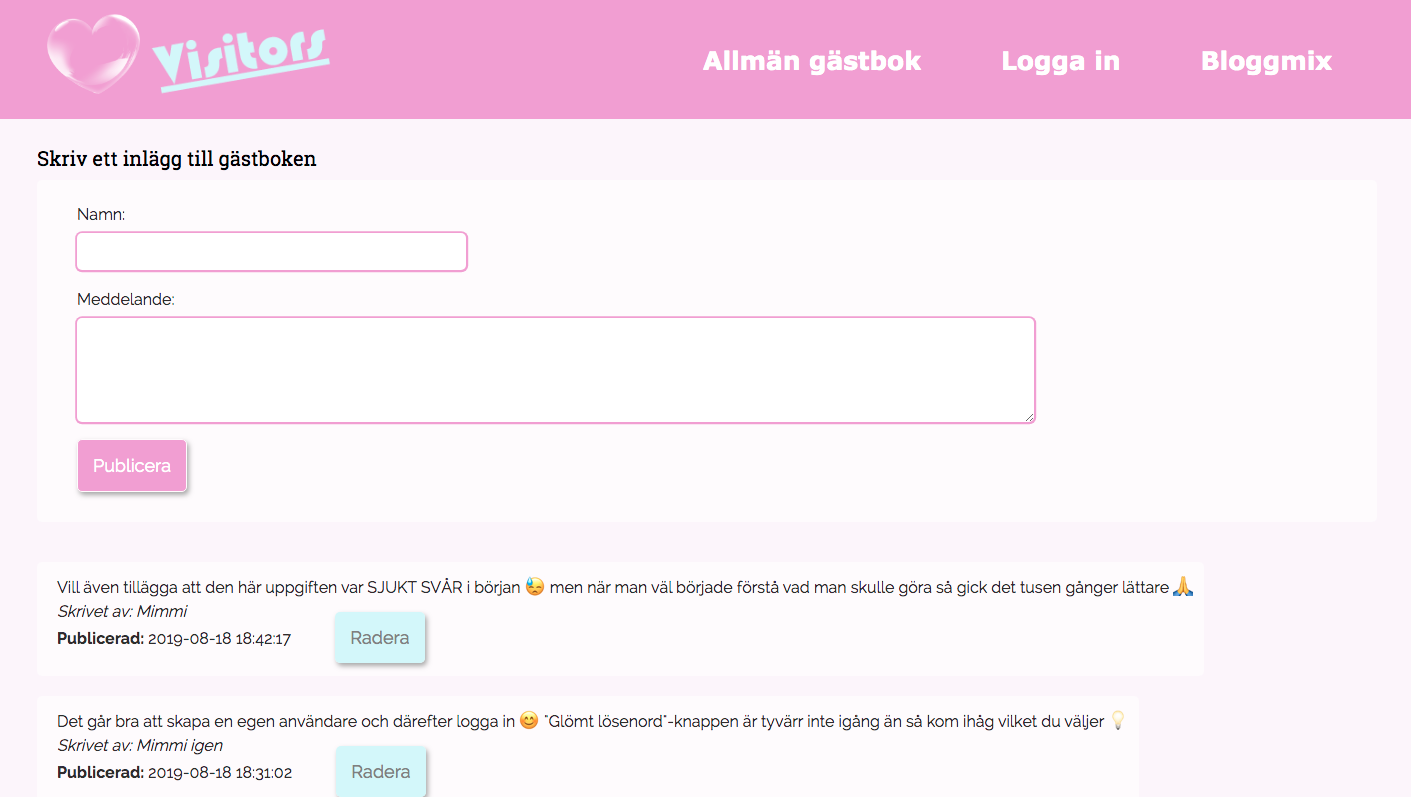 Visitors
Allmän gästbok
Logga in
Bloggmix
Skriv ett inlägg till gästboken
Namn:
Meddelande:
Publicera
Vill även tillägga att den här uppgiften var SJUKT SVÅR i början 😓 men när man väl började förstå vad man skulle göra så gick det tusen gånger lättare 🙏
Skrivet av: Mimmi
Publicerad: 2019-08-18 18:42:17
Radera
Det går bra att skapa en egen användare och därefter logga in 😊 "Glömt lösenord"-knappen är tyvärr inte igång än så kom ihåg vilket du väljer 💡
Skrivet av: Mimmi igen
Publicerad: 2019-08-18 18:31:02
Radera